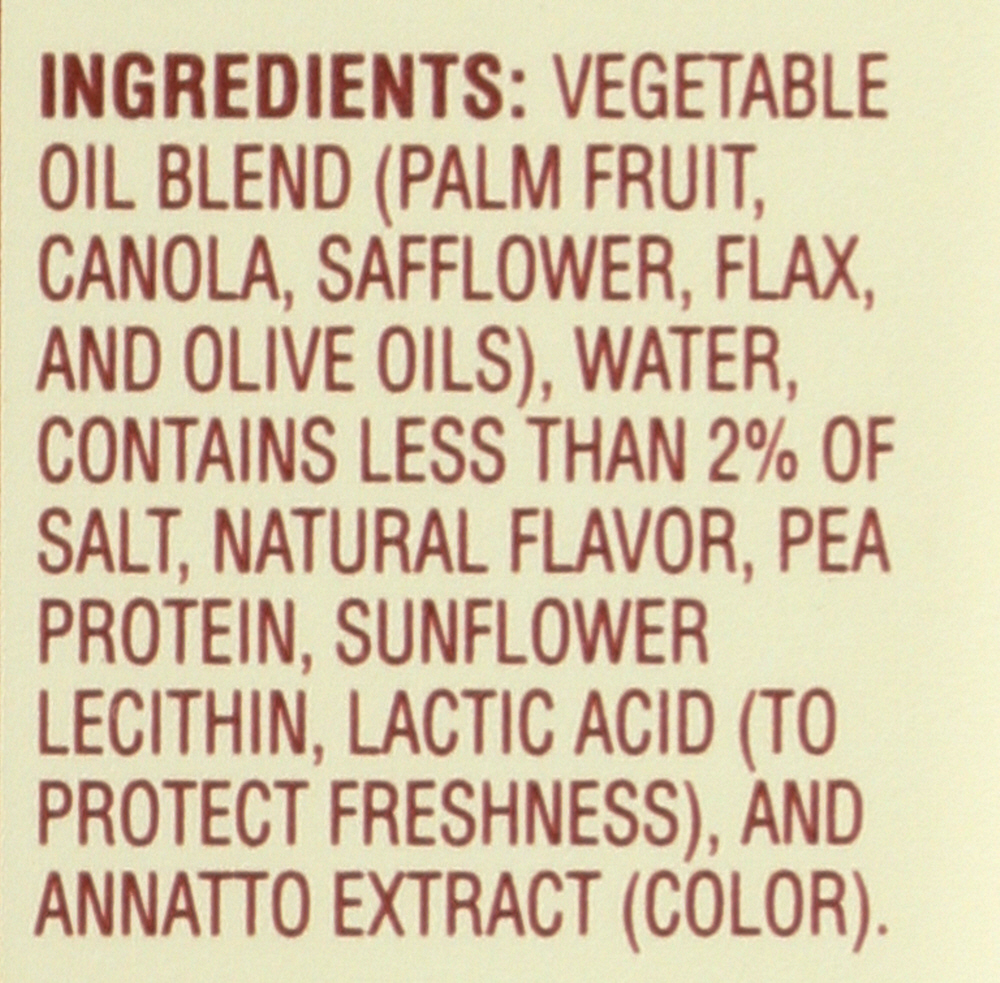 INGREDIENTS: VEGETABLE
OIL BLEND (PALM FRUIT,
CANOLA, SAFFLOWER, FLAX,
AND OLIVE OILS), WATER,
CONTAINS LESS THAN 2% OF
SALT, NATURAL FLAVOR, PEA
PROTEIN, SUNFLOWER
LECITHIN, LACTIC ACID (TO
PROTECT FRESHNESS), AND
ANNATTO EXTRACT (COLOR).